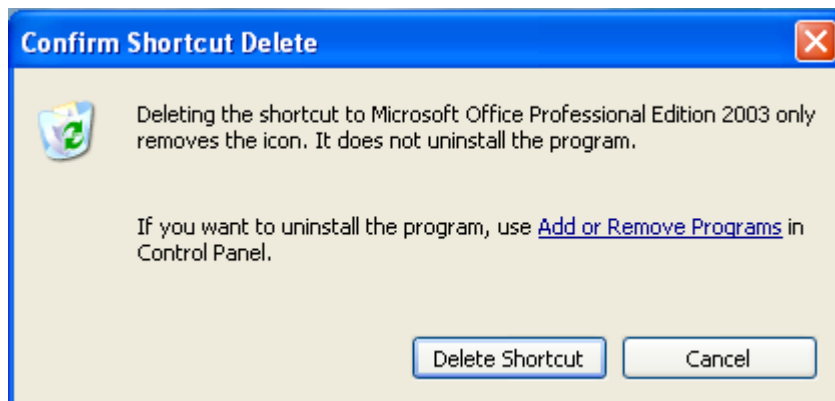 Confirm Shortcut Delete
Deleting the shortcut to Microsoft Office Professional Edition 2003 only
removes the icon. It does not uninstall the program.
If you want to uninstall the program, use Add or Remove Programs in
Control Panel.
Delete Shortcut
Cancel